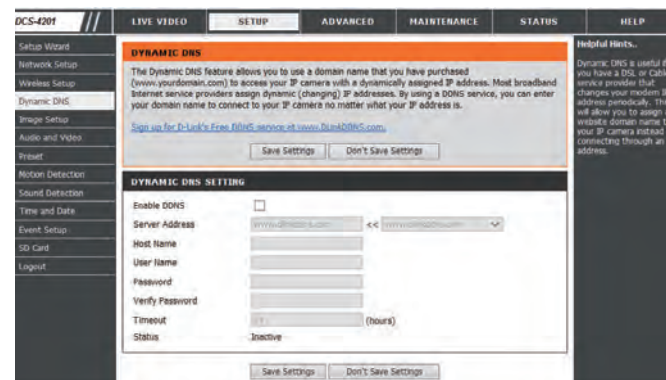 DCS-4201
LIVE VIDEO SETUP ADVANCED MAINTENANCE STATUS HELP
Setup Wizard
Network Setup
Wireless Setup
Dynamic DNS
Image Setup
Audio and Video
Preset
Motion Detection
Sound Detection
Time and Date
Event Setup
SD Card
Logout
DYNAMIC DNS
The Dynamic DNS feature allows you to use a domain name that you have purchased
(www.yourdomain.com) to access your IP camera with a dynamically assigned IP address. Most broadband
Internet service providers assign dynamic (changing) IP addresses. By using a DDNS service, you can enter
your domain name to connect to your IP camera no matter what your IP address is.
Sign up for D-Link's Free DDNS service at www.DLinkDDNS.com.
Save Settings Don't Save Settings
DYNAMIC DNS SETTING
Enable DDNS
Server Address <<
Host Name
User Name
Password
Verify Password
Timeout (hours)
Status Inactive
Save Settings Don't Save Settings
Helpful Hints..
Dynamic DNS is useful if
you have a DSL or Cable
service provider that
changes your modem IP
address periodically. This
will allow you to assign a
website domain name to
your IP camera instead
connecting through an
address.